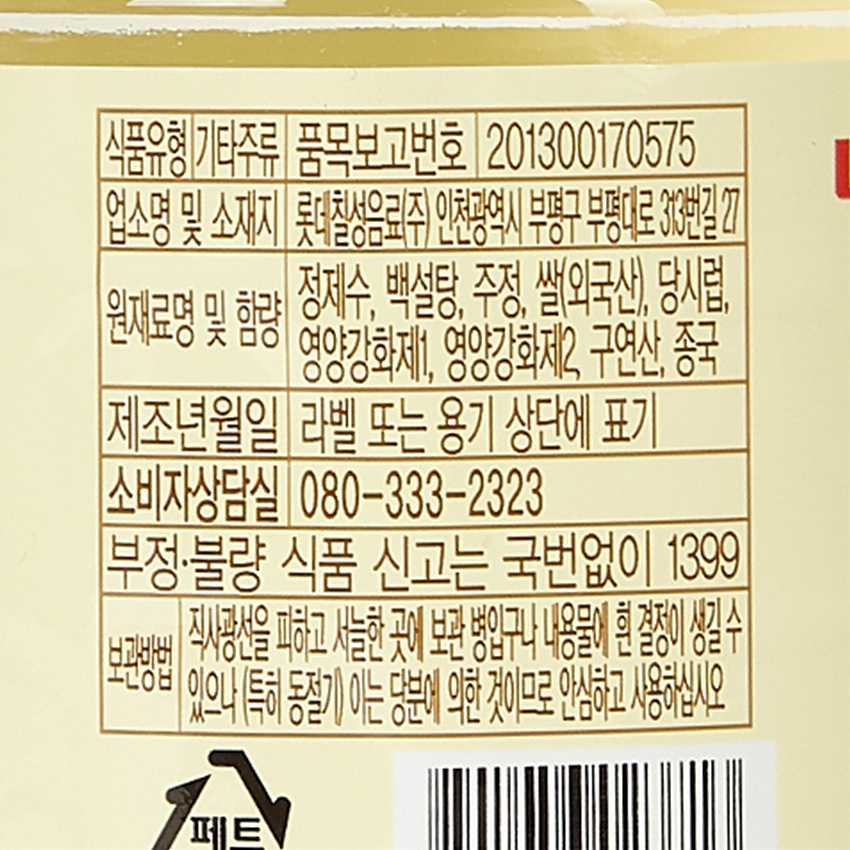 식품유형 기타주류 품목보고번호 201300170575
업소명 및 소재지 롯데칠성음료(주) 인천광역시 부평구 부평대로 313번길 27
원재료명 및 함량 정제수, 백설탕, 주정, 쌀(외국산), 당시럽,
영양강화제1, 영양강화제2, 구연산, 종국
제조년월일 라벨 또는 용기 상단에 표기
소비자상담실 080-333-2323
부정·불량 식품 신고는 국번없이 1399
보관방법 직사광선을 피하고 서늘한 곳에 보관 병입구나 내용물에 흰 결정이 생길 수
있으나 (특히 동절기) 이는 당분에 의한 것이므로 안심하고 사용하십시오
페트